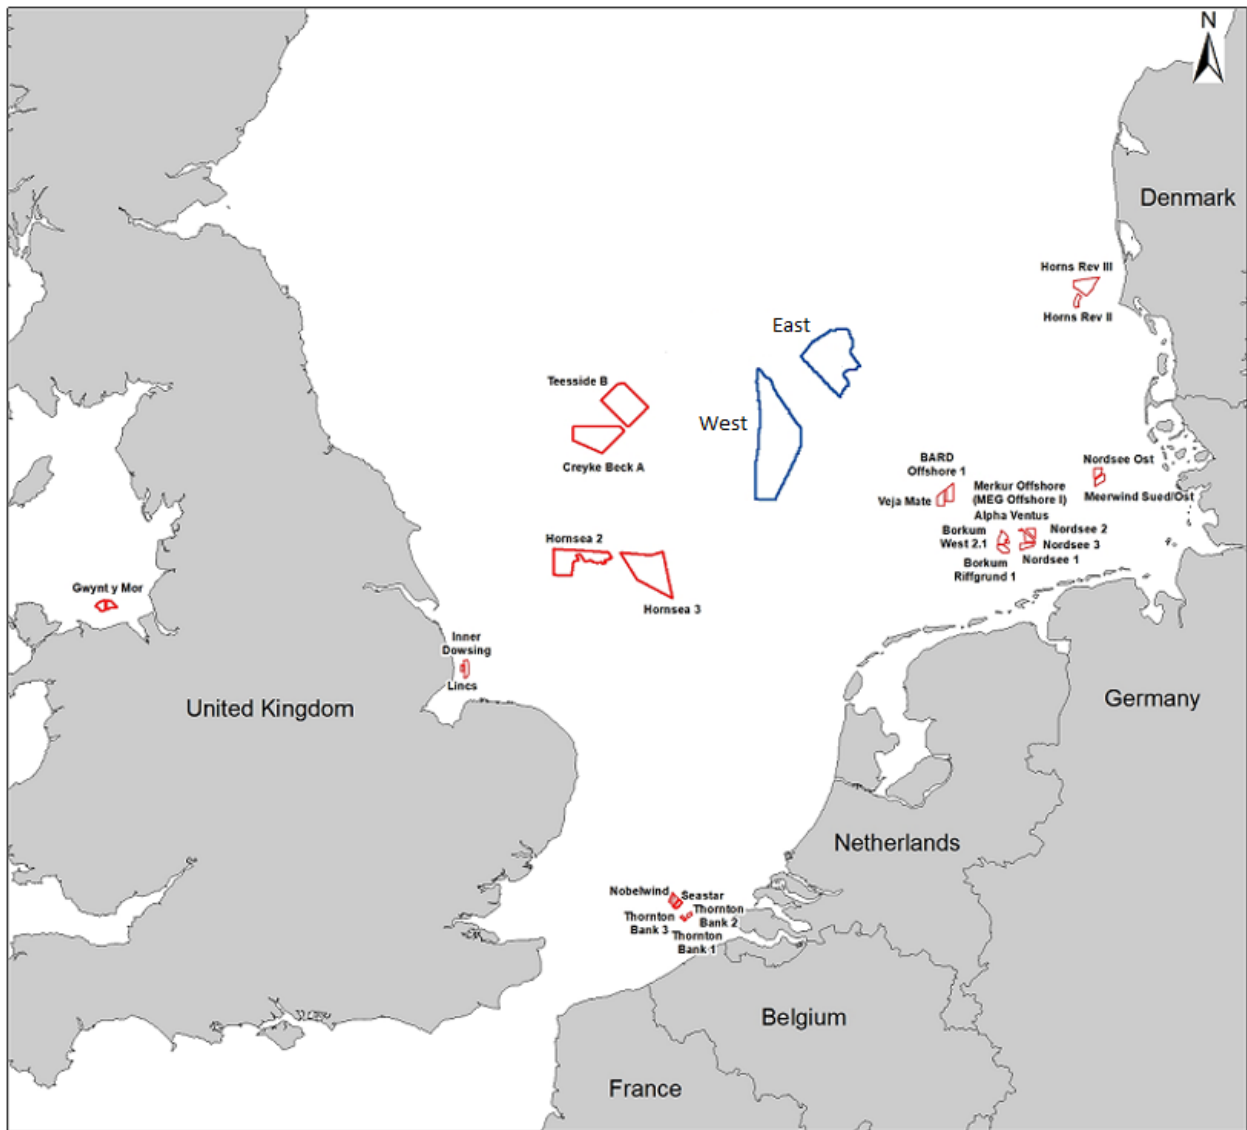 N
Denmark
Horns Rev III
Horns Rev II
East
Teesside B
West
Creyke Beck A
BARD
Offshore 1
Nordsee Ost
Veja Mate
Merkur Offshore
(MEG Offshore I)
Meerwind Sued/Ost
Alpha Ventus
Borkum
West 2.1
Nordsee 2
Nordsee 3
Nordsee 1
Borkum
Riffgrund 1
Hornsea 2
Hornsea 3
Gwynt y Mor
Inner
Dowsing
Lincs
United Kingdom
Germany
Netherlands
Nobelwind
Seastar
Thornton
Bank 3
Thornton
Bank 2
Thornton
Bank 1
Belgium
France